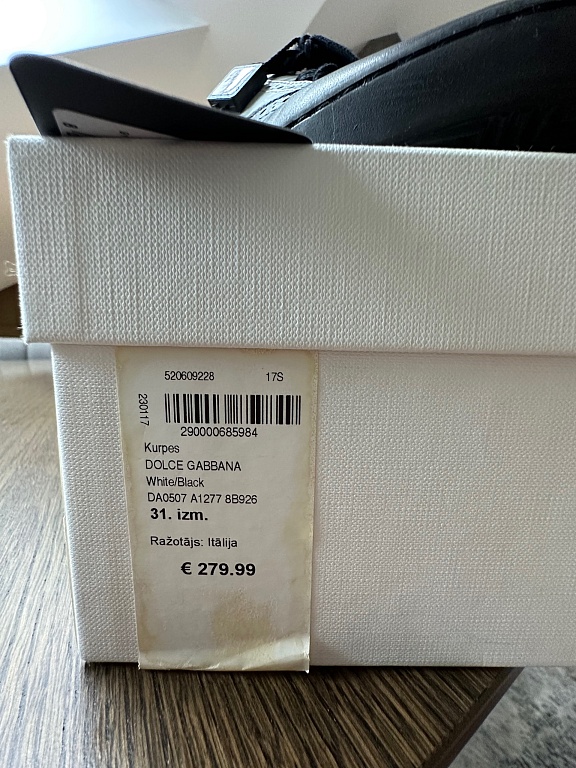 520609228 17S
230117
290000685984
Kurpes
DOLCE GABBANA
White/Black
DA0507 A1277 8B926
31. izm.
Ražotājs: Itālija
€ 279.99